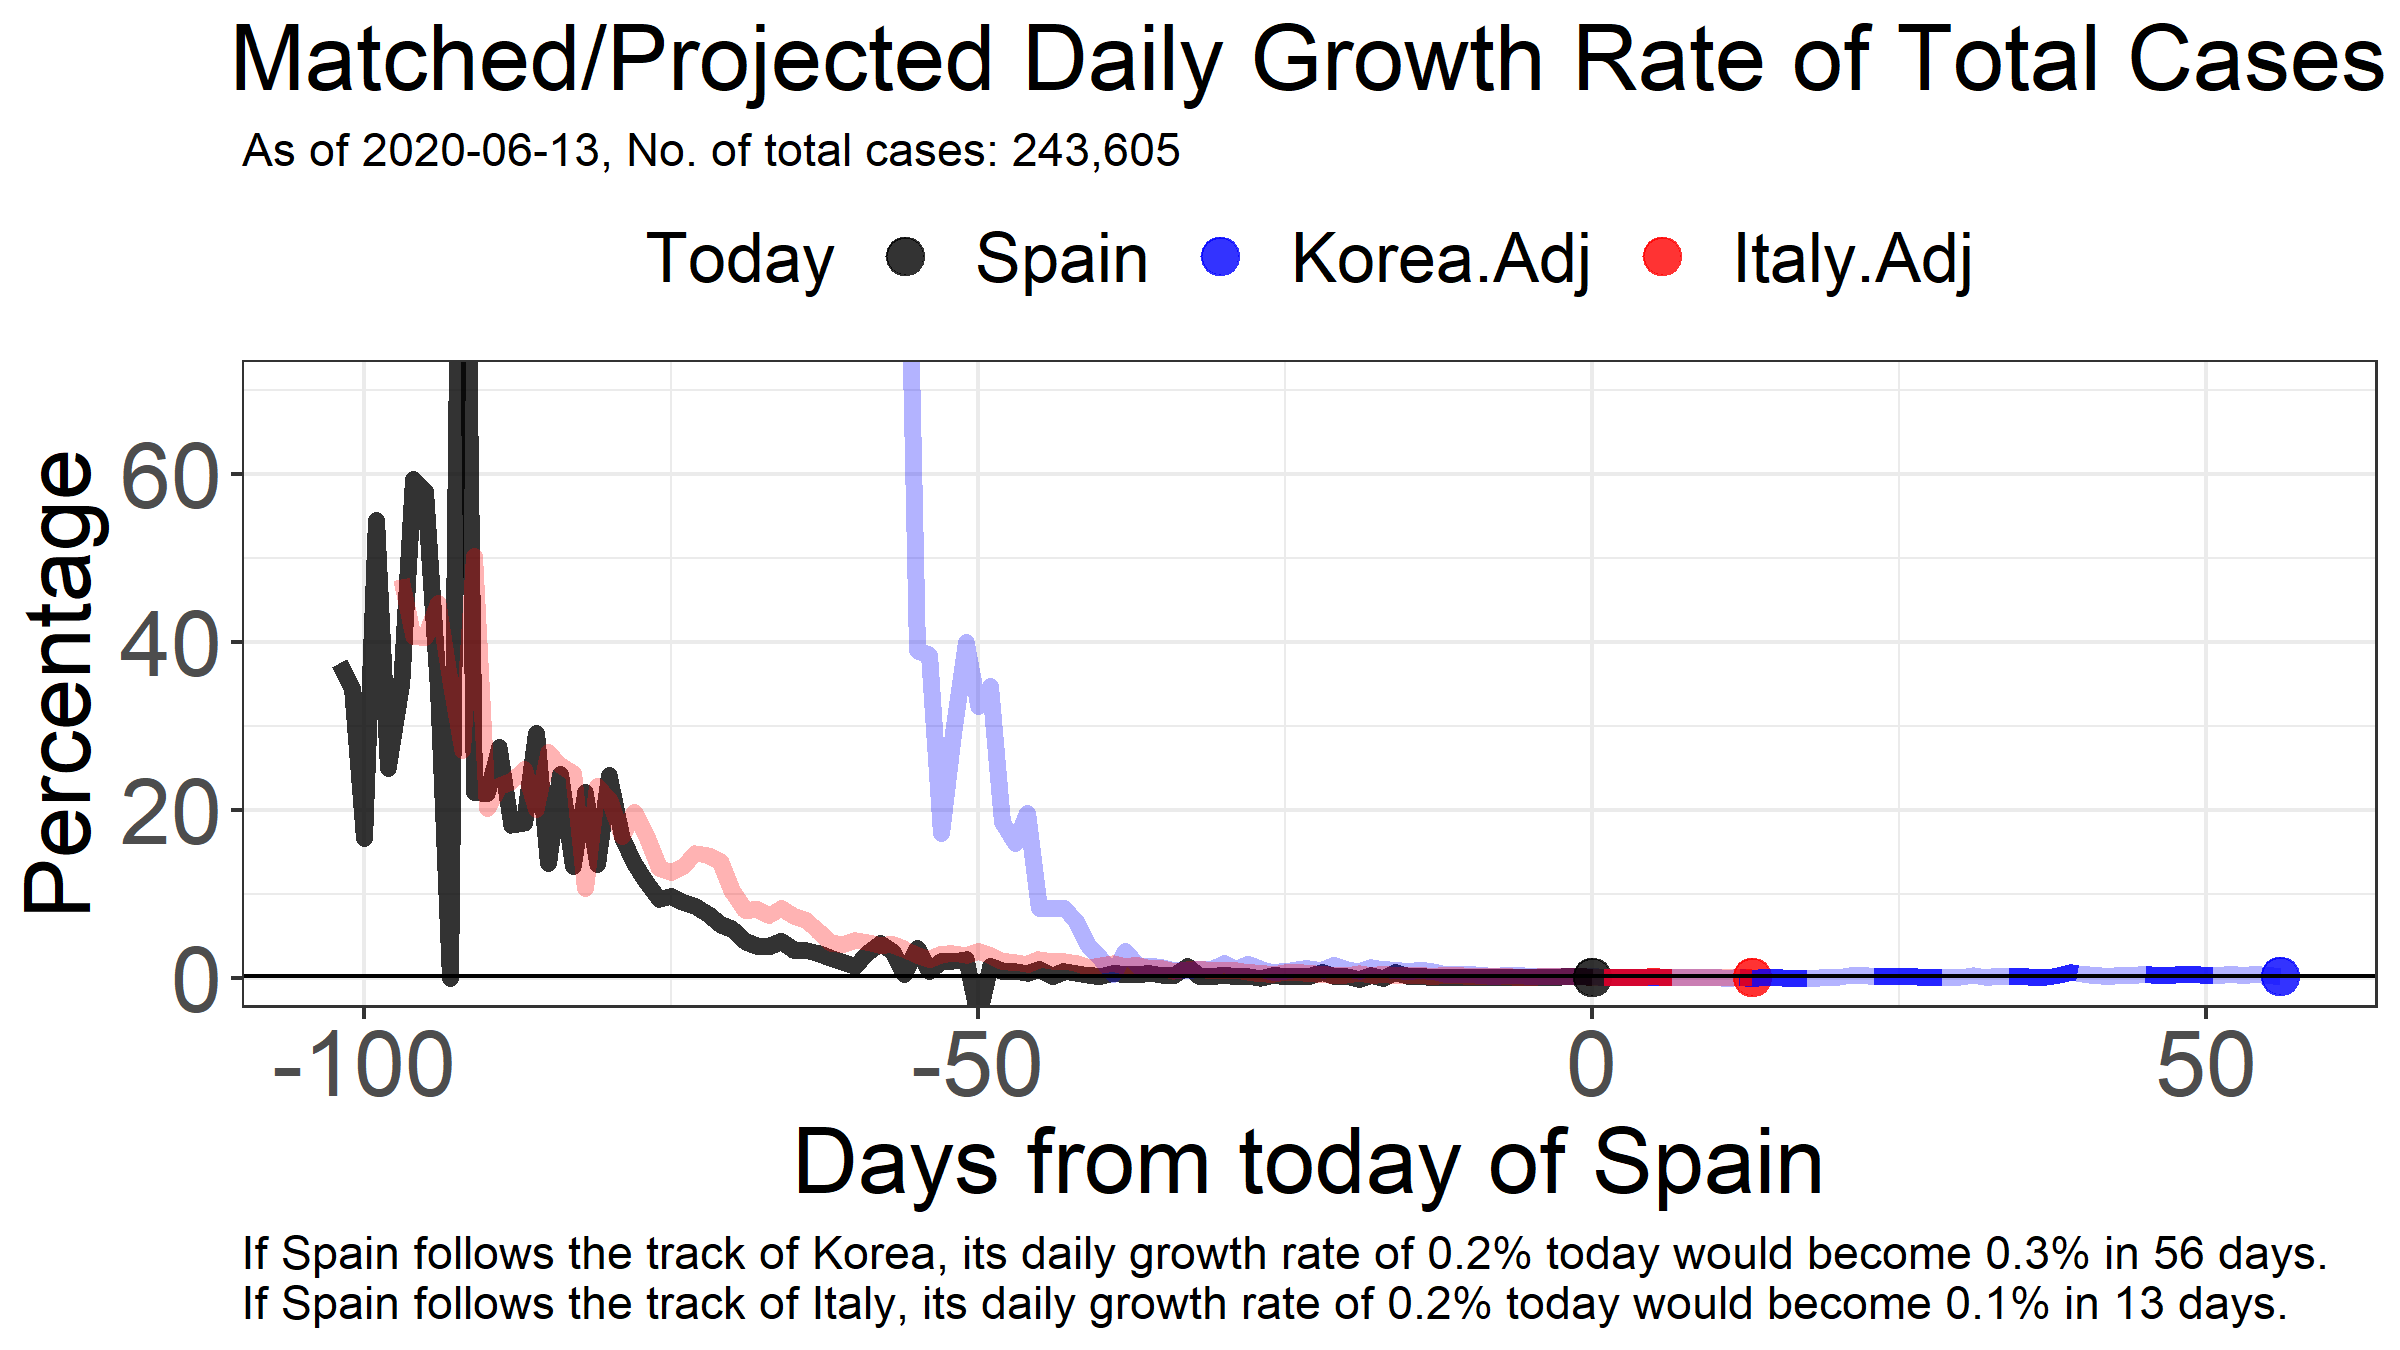 Matched/Projected Daily Growth Rate of Total Cases
As of 2020-06-13, No. of total cases: 243,605
Today Spain Korea.Adj Italy.Adj
Percentage
60
40
20
0
-100 -50 0 50
Days from today of Spain
If Spain follows the track of Korea, its daily growth rate of 0.2% today would become 0.3% in 56 days.
If Spain follows the track of Italy, its daily growth rate of 0.2% today would become 0.1% in 13 days.